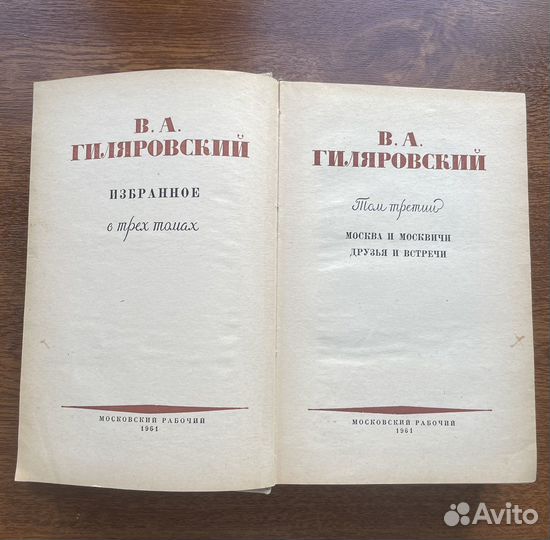 В. А.
ГИЛЯРОВСКИЙ
ИЗБРАННОЕ
в трех томах
МОСКОВСКИЙ РАБОЧИЙ
1961
В. А.
ГИЛЯРОВСКИЙ
Том третий
МОСКВА И МОСКВИЧИ
ДРУЗЬЯ И ВСТРЕЧИ
МОСКОВСКИЙ РАБОЧИЙ
1961
Avito